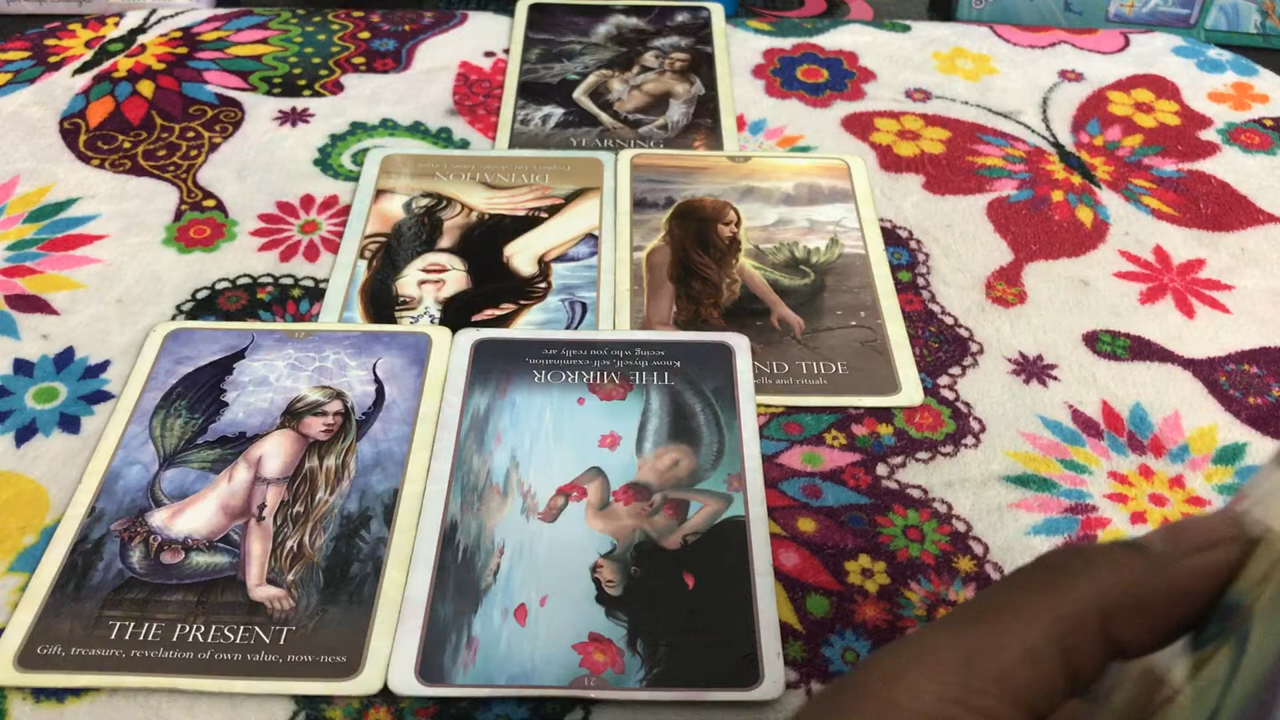 YEARNING
DIVINATION
ND TIDE
ells and rituals
THE MIRROR
Know thyself, self-examination,
seeing who you really are
21
THE PRESENT
Gift, treasure, revelation of own value, now-ness